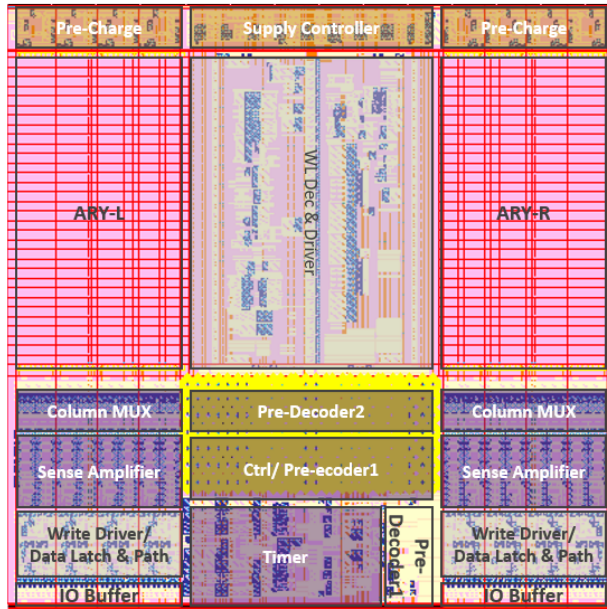 Pre-Charge
Supply Controller
Pre-Charge
ARY-L
WL Dec & Driver
ARY-R
Column MUX
Pre-Decoder2
Column MUX
Sense Amplifier
Ctrl/ Pre-ecoder1
Sense Amplifier
Write Driver/
Data Latch & Path
Timer
Pre-
Decoder1
Write Driver/
Data Latch & Path
IO Buffer
IO Buffer